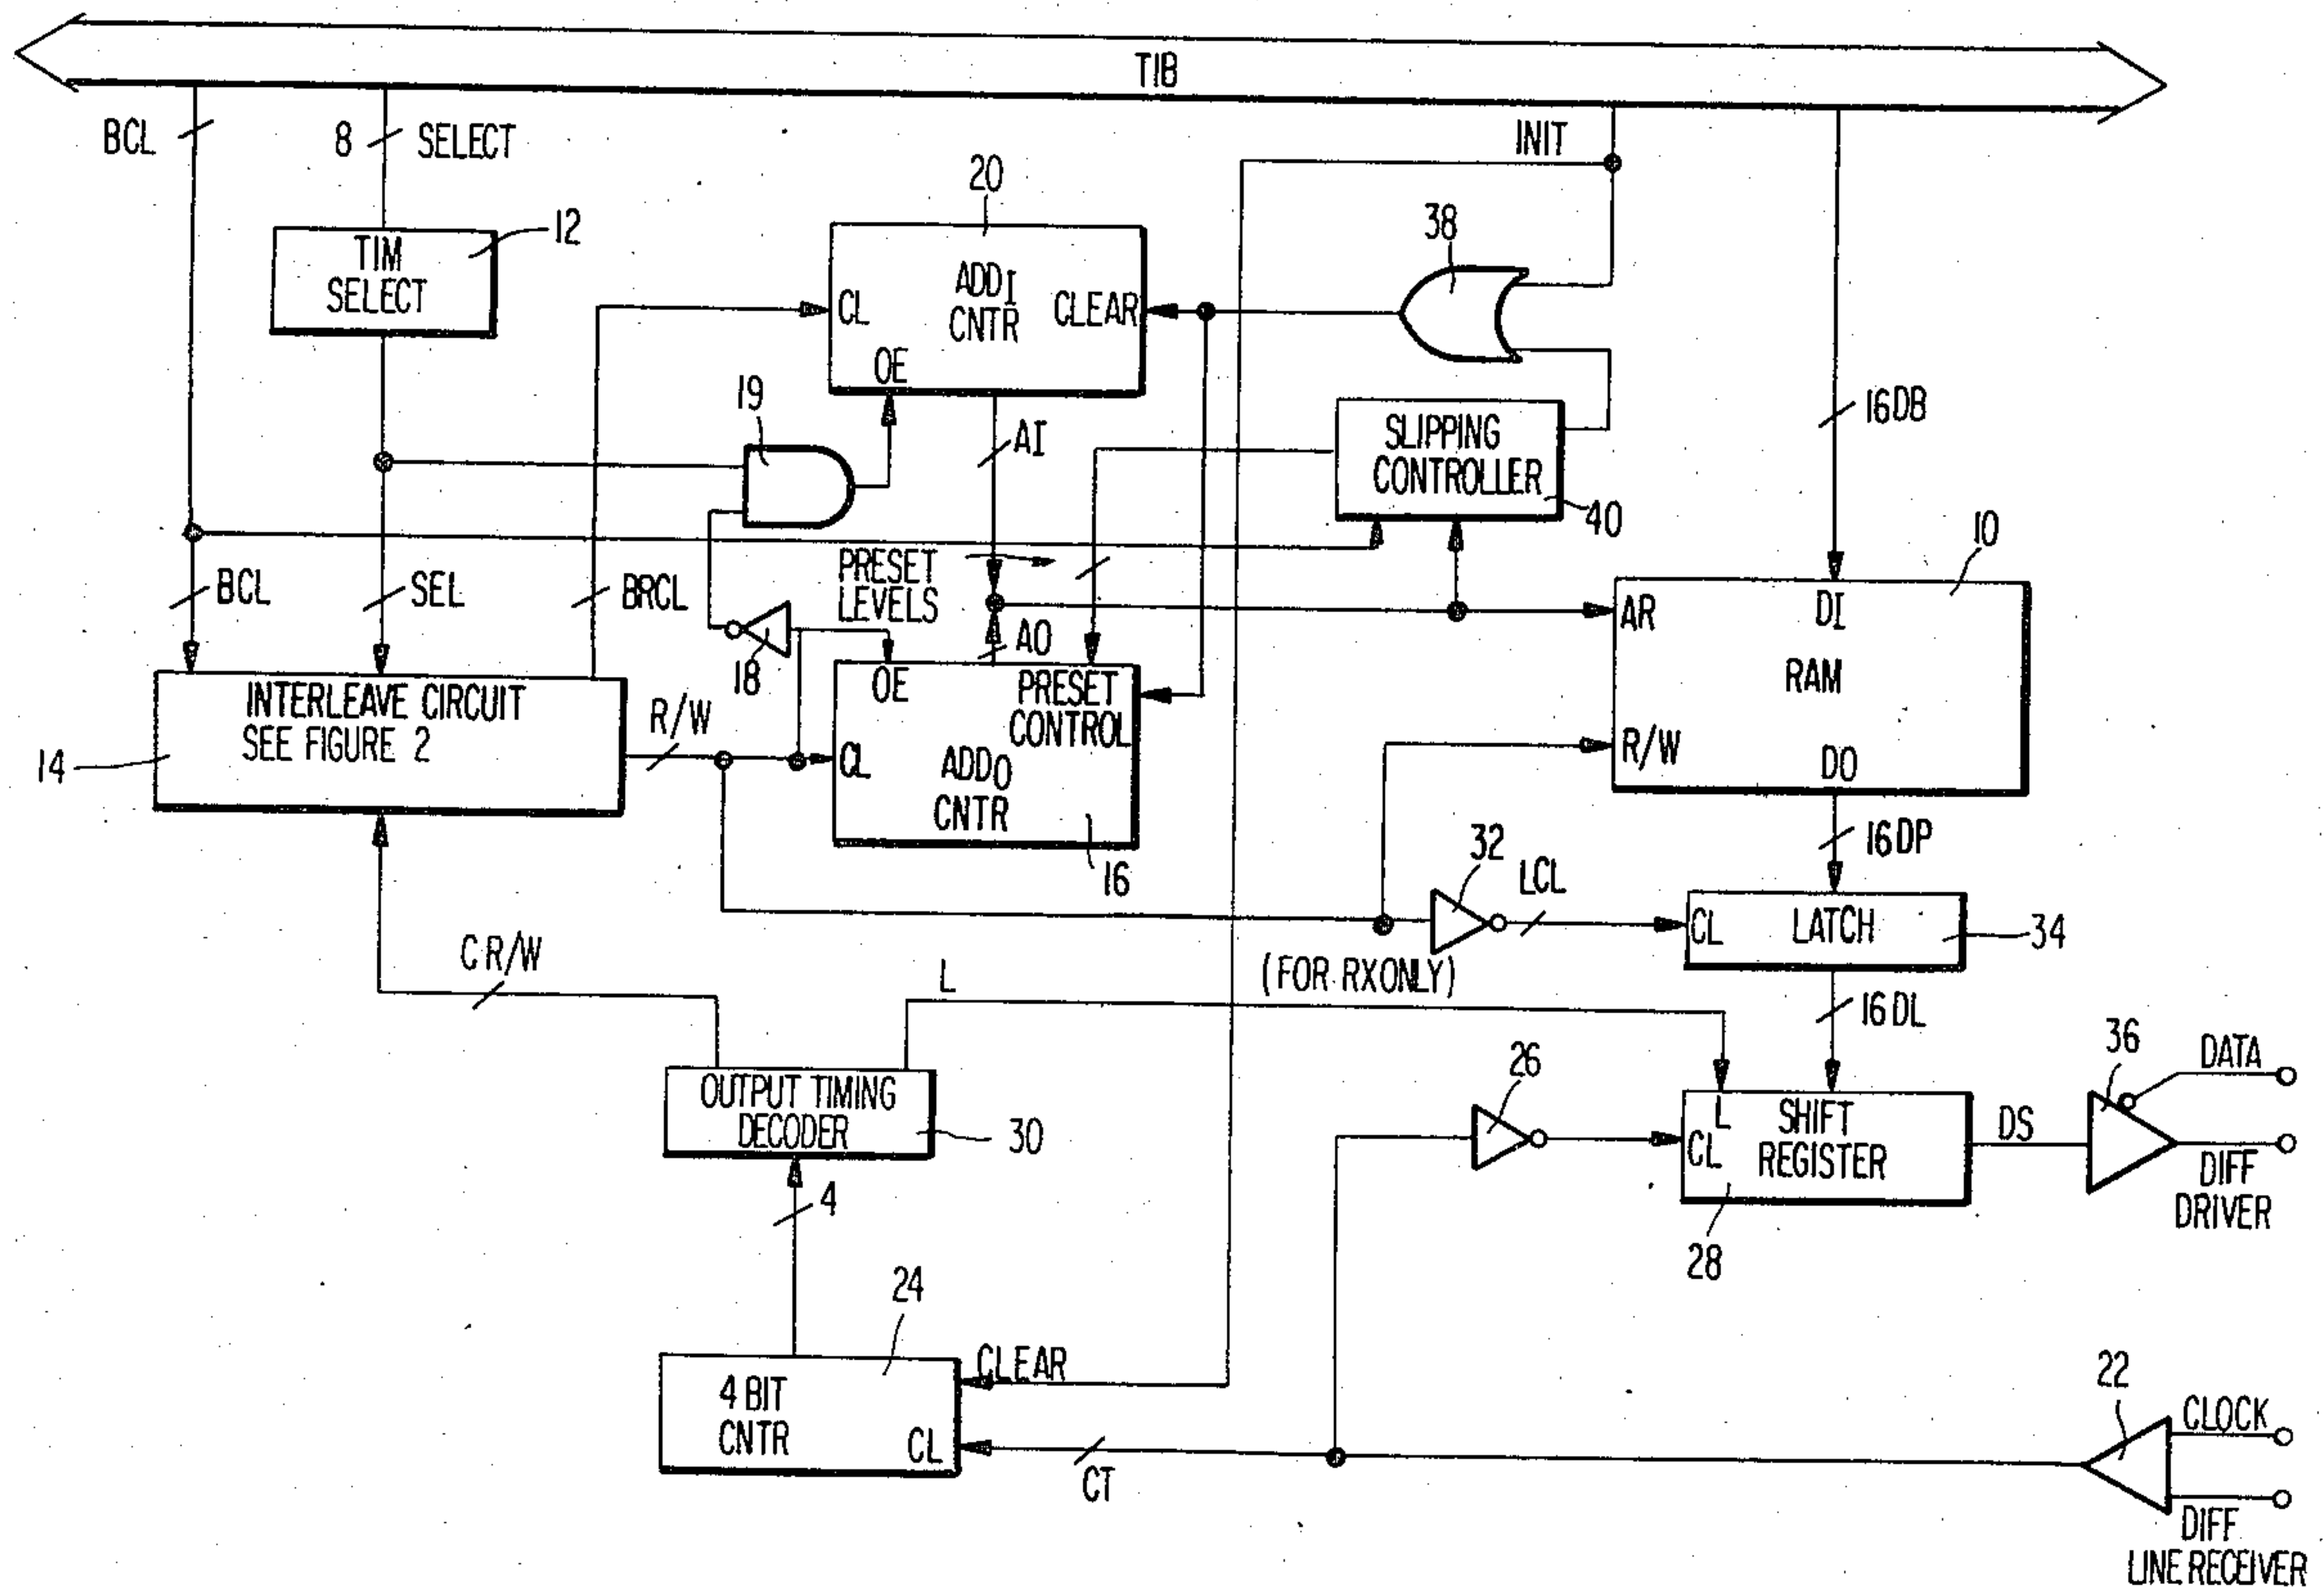 TIB
BCL
8 SELECT
INIT
20
38
12
TIM
SELECT
ADDI
CNTR
CL
CLEAR
OE
16DB
19
AI
SLIPPING
CONTROLLER
40
10
BCL
SEL
BRCL
PRESET
LEVELS
AR
DI
RAM
R/W
DO
18
AO
OE
PRESET
CONTROL
CL
ADDO
CNTR
16
INTERLEAVE CIRCUIT
SEE FIGURE 2
14
R/W
16DP
32
LCL
CL
LATCH
34
C R/W
L
(FOR RX ONLY)
16DL
OUTPUT TIMING
DECODER
30
26
L
CL
SHIFT
REGISTER
28
DS
36
DATA
DIFF
DRIVER
4
24
4 BIT
CNTR
CLEAR
CL
CT
22
CLOCK
DIFF
LINE RECEIVER